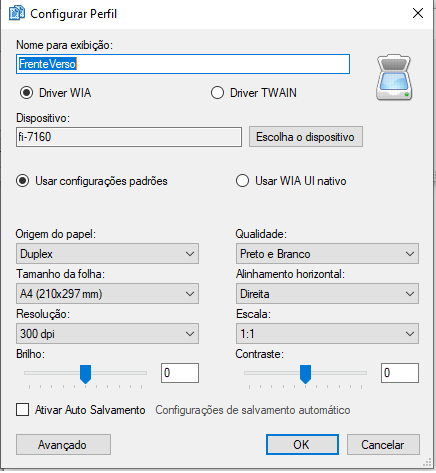 Configurar Perfil
Nome para exibição:
FrenteVerso
Driver WIA
Driver TWAIN
Dispositivo:
fi-7160
Escolha o dispositivo
Usar configurações padrões
Usar WIA UI nativo
Origem do papel:
Qualidade:
Duplex
Preto e Branco
Tamanho da folha:
Alinhamento horizontal:
A4 (210x297 mm)
Direita
Resolução:
Escala:
300 dpi
1:1
Brilho:
Contraste:
0
0
Ativar Auto Salvamento
Configurações de salvamento automático
Avançado
OK
Cancelar